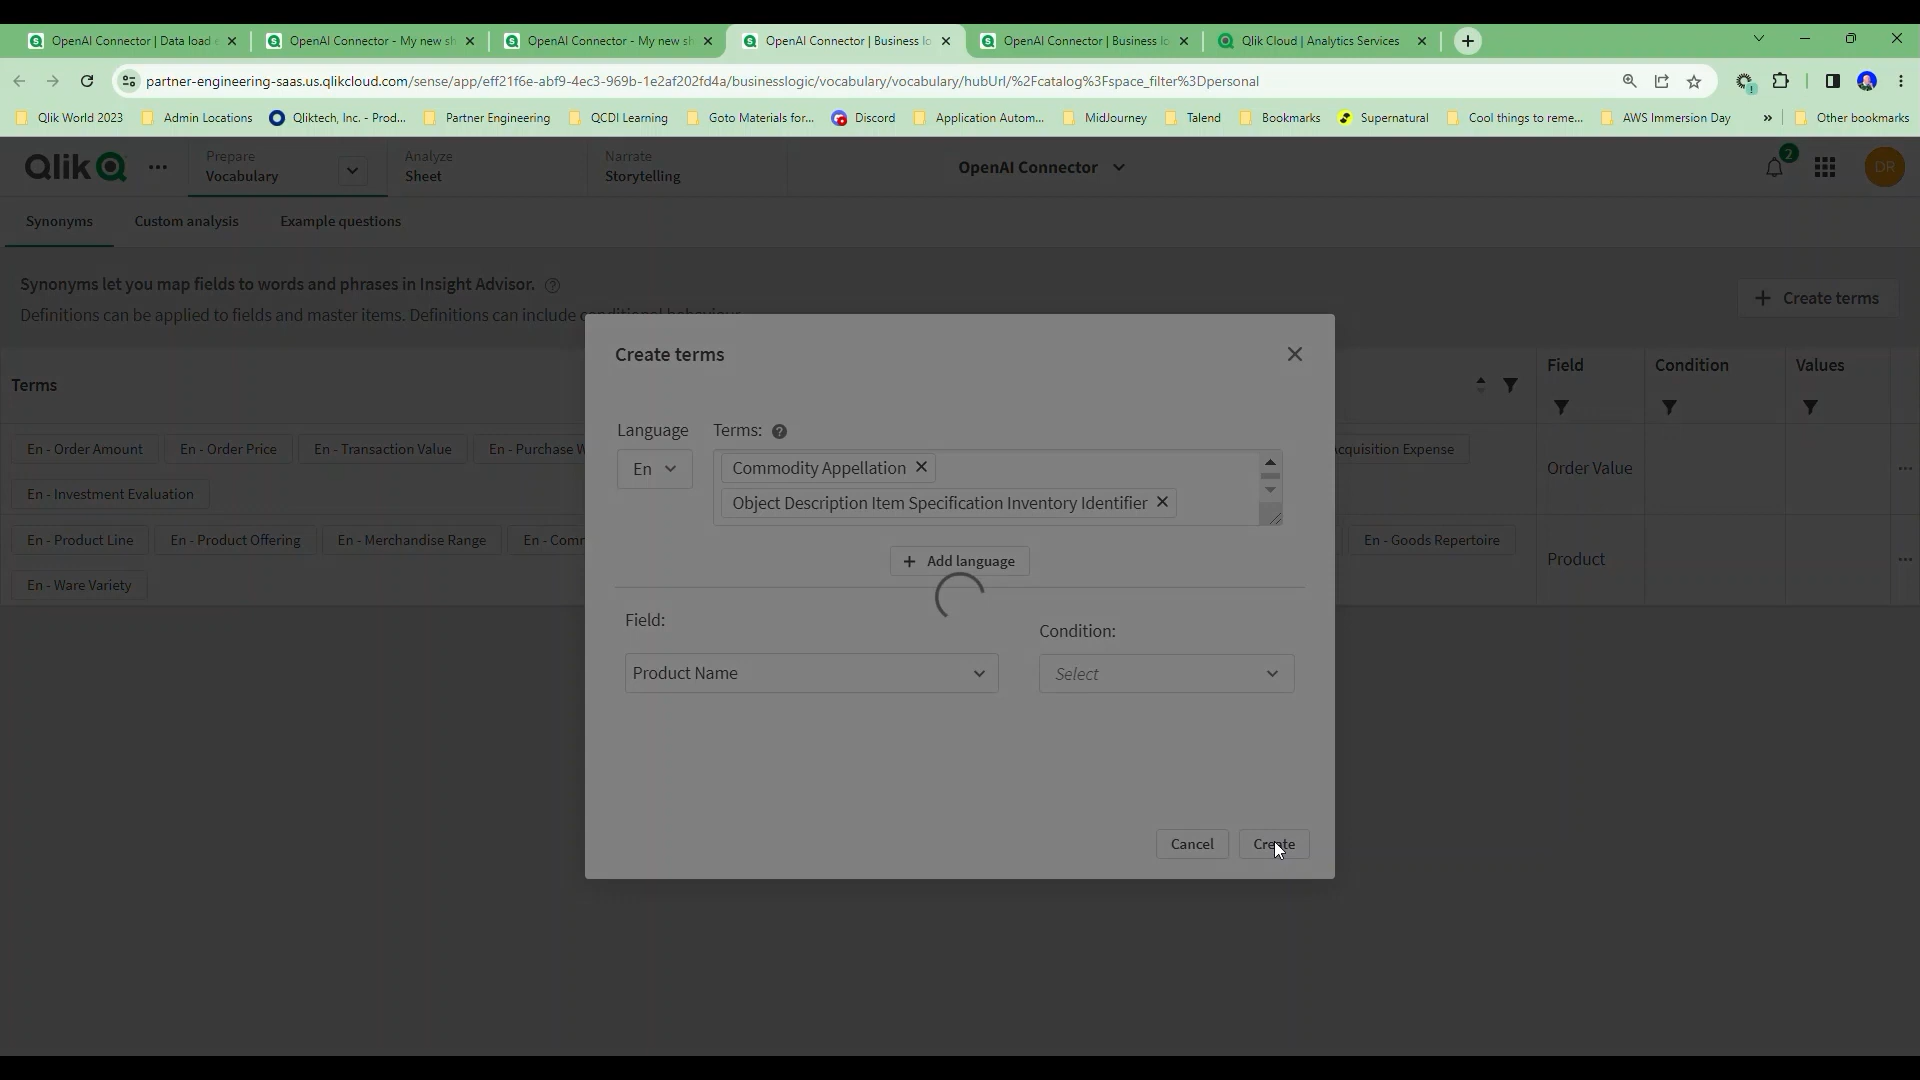 OpenAI Connector | Data load e
OpenAI Connector - My new sh
OpenAI Connector - My new sh
OpenAI Connector | Business lo
OpenAI Connector | Business lo
Qlik Cloud | Analytics Services
partner-engineering-saas.us.qlikcloud.com/sense/app/eff21f6e-abf9-4ec3-969b-1e2af202fd4a/businesslogic/vocabulary/vocabulary/hubUrl/%2Fcatalog%3Fspace_filter%3Dpersonal
Qlik World 2023
Admin Locations
Qliktech, Inc. - Prod...
Partner Engineering
QCDI Learning
Goto Materials for...
Discord
Application Autom...
MidJourney
Talend
Bookmarks
Supernatural
Cool things to reme...
AWS Immersion Day
»
Other bookmarks
Qlik
Prepare
Vocabulary
Analyze
Sheet
Narrate
Storytelling
OpenAI Connector
2
DR
Synonyms
Custom analysis
Example questions
Synonyms let you map fields to words and phrases in Insight Advisor.
Definitions can be applied to fields and master items. Definitions can include conditional behaviour.
+ Create terms
Terms
Field
Condition
Values
En - Order Amount
En - Order Price
En - Transaction Value
En - Purchase W
cquisition Expense
En - Investment Evaluation
Order Value
En - Product Line
En - Product Offering
En - Merchandise Range
En - Comm
En - Goods Repertoire
En - Ware Variety
Product
Create terms
Language
Terms:
En
Commodity Appellation
Object Description Item Specification Inventory Identifier
+ Add language
Field:
Condition:
Product Name
Select
Cancel
Create